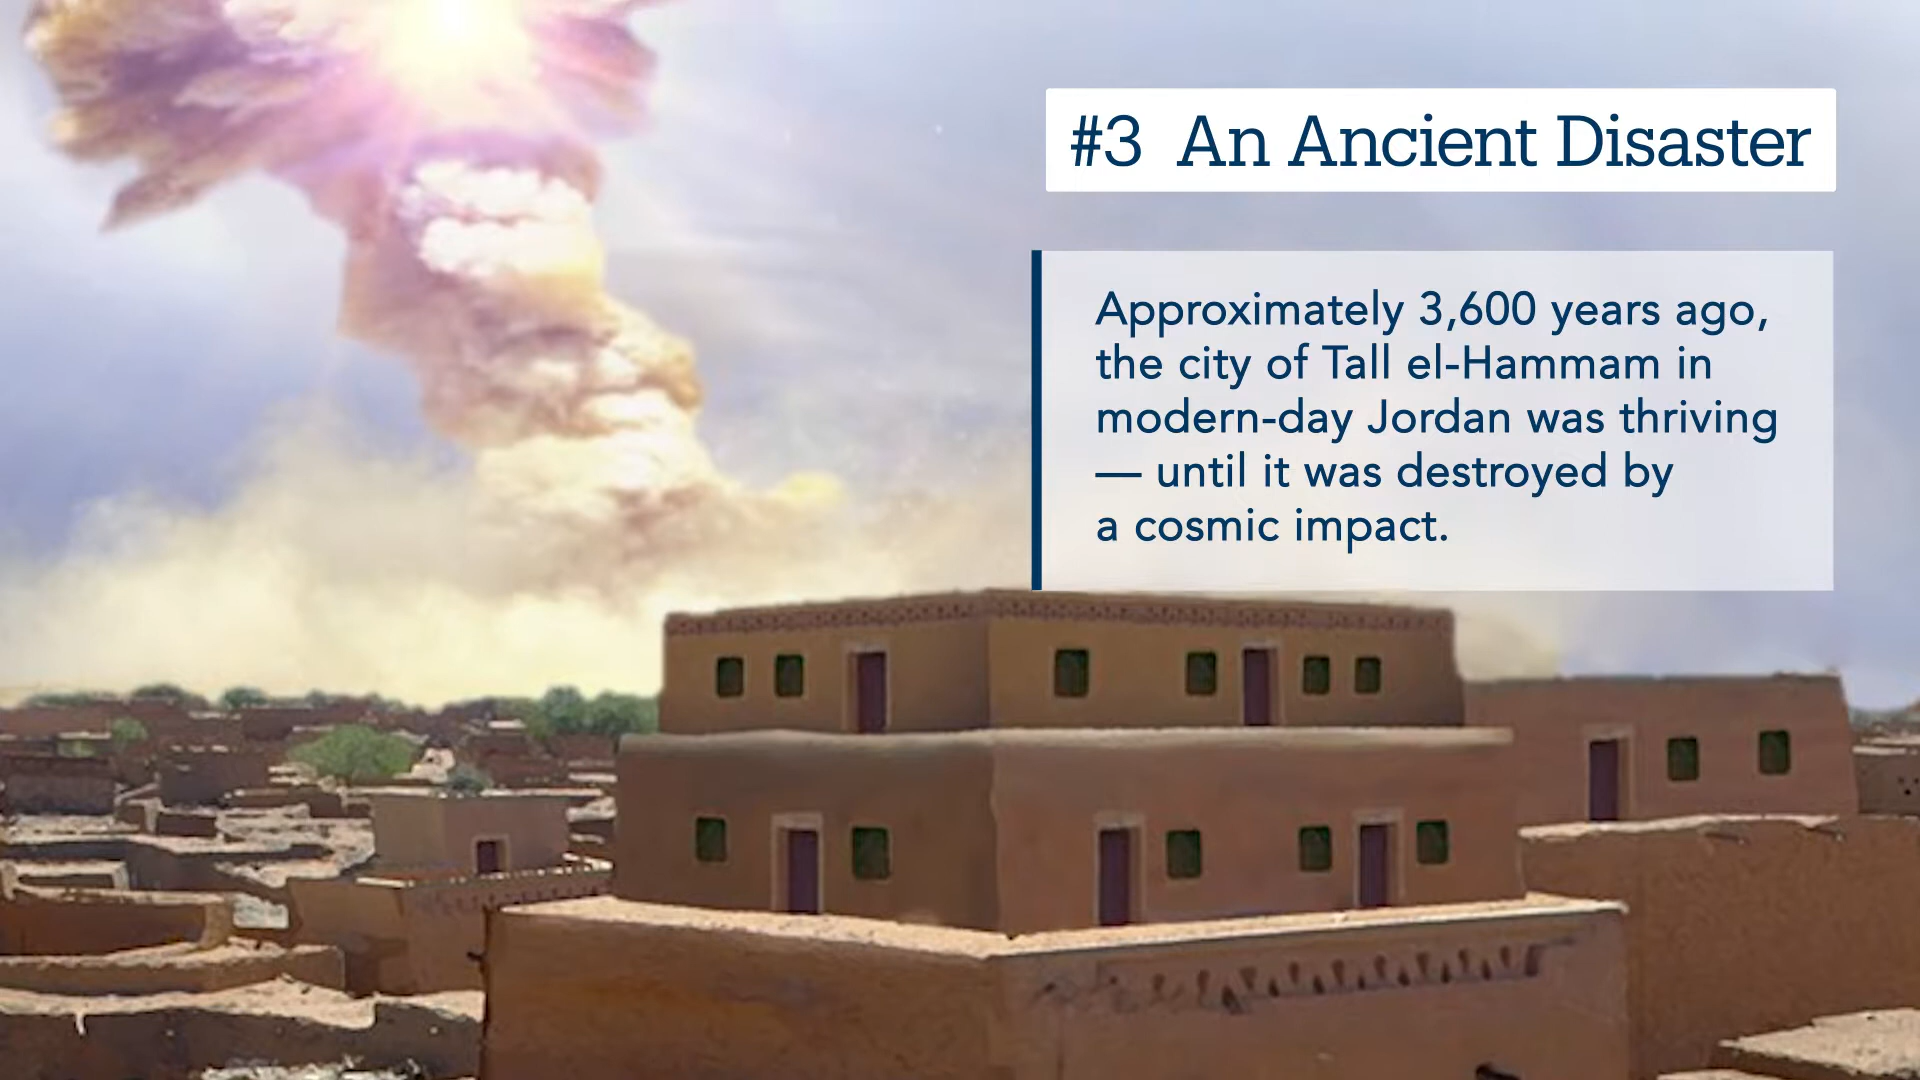 #3 An Ancient Disaster
Approximately 3,600 years ago,
the city of Tall el-Hammam in
modern-day Jordan was thriving
— until it was destroyed by
a cosmic impact.